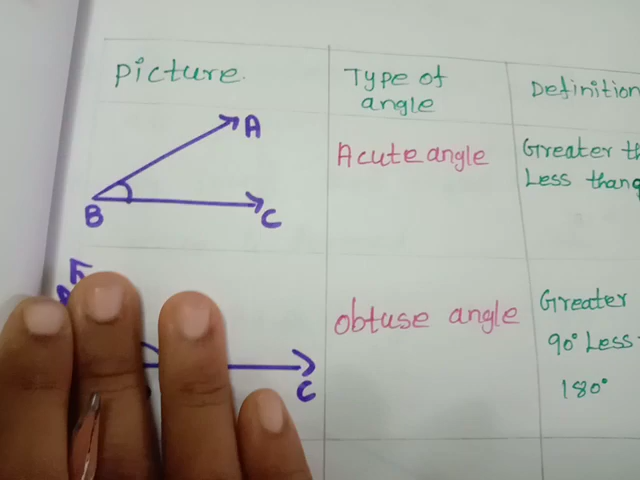 Picture.
Type of
angle
Definition
A
B
C
Acute angle
Greater
Less than
Obtuse angle
C
Greater
90° Less
180°